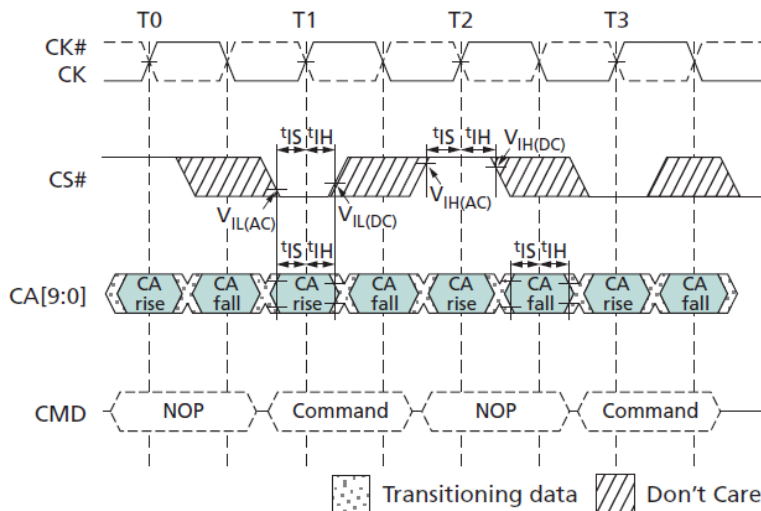 T0 T1 T2 T3
CK#
CK
tIS tIH tIS tIH VIH(DC)
CS#
VIL(AC) VIL(DC) VIH(AC)
tIS tIH tIS tIH
CA[9:0] CA rise CA fall CA rise CA fall CA rise CA fall CA rise CA fall
CMD NOP Command NOP Command
Transitioning data Don't Care